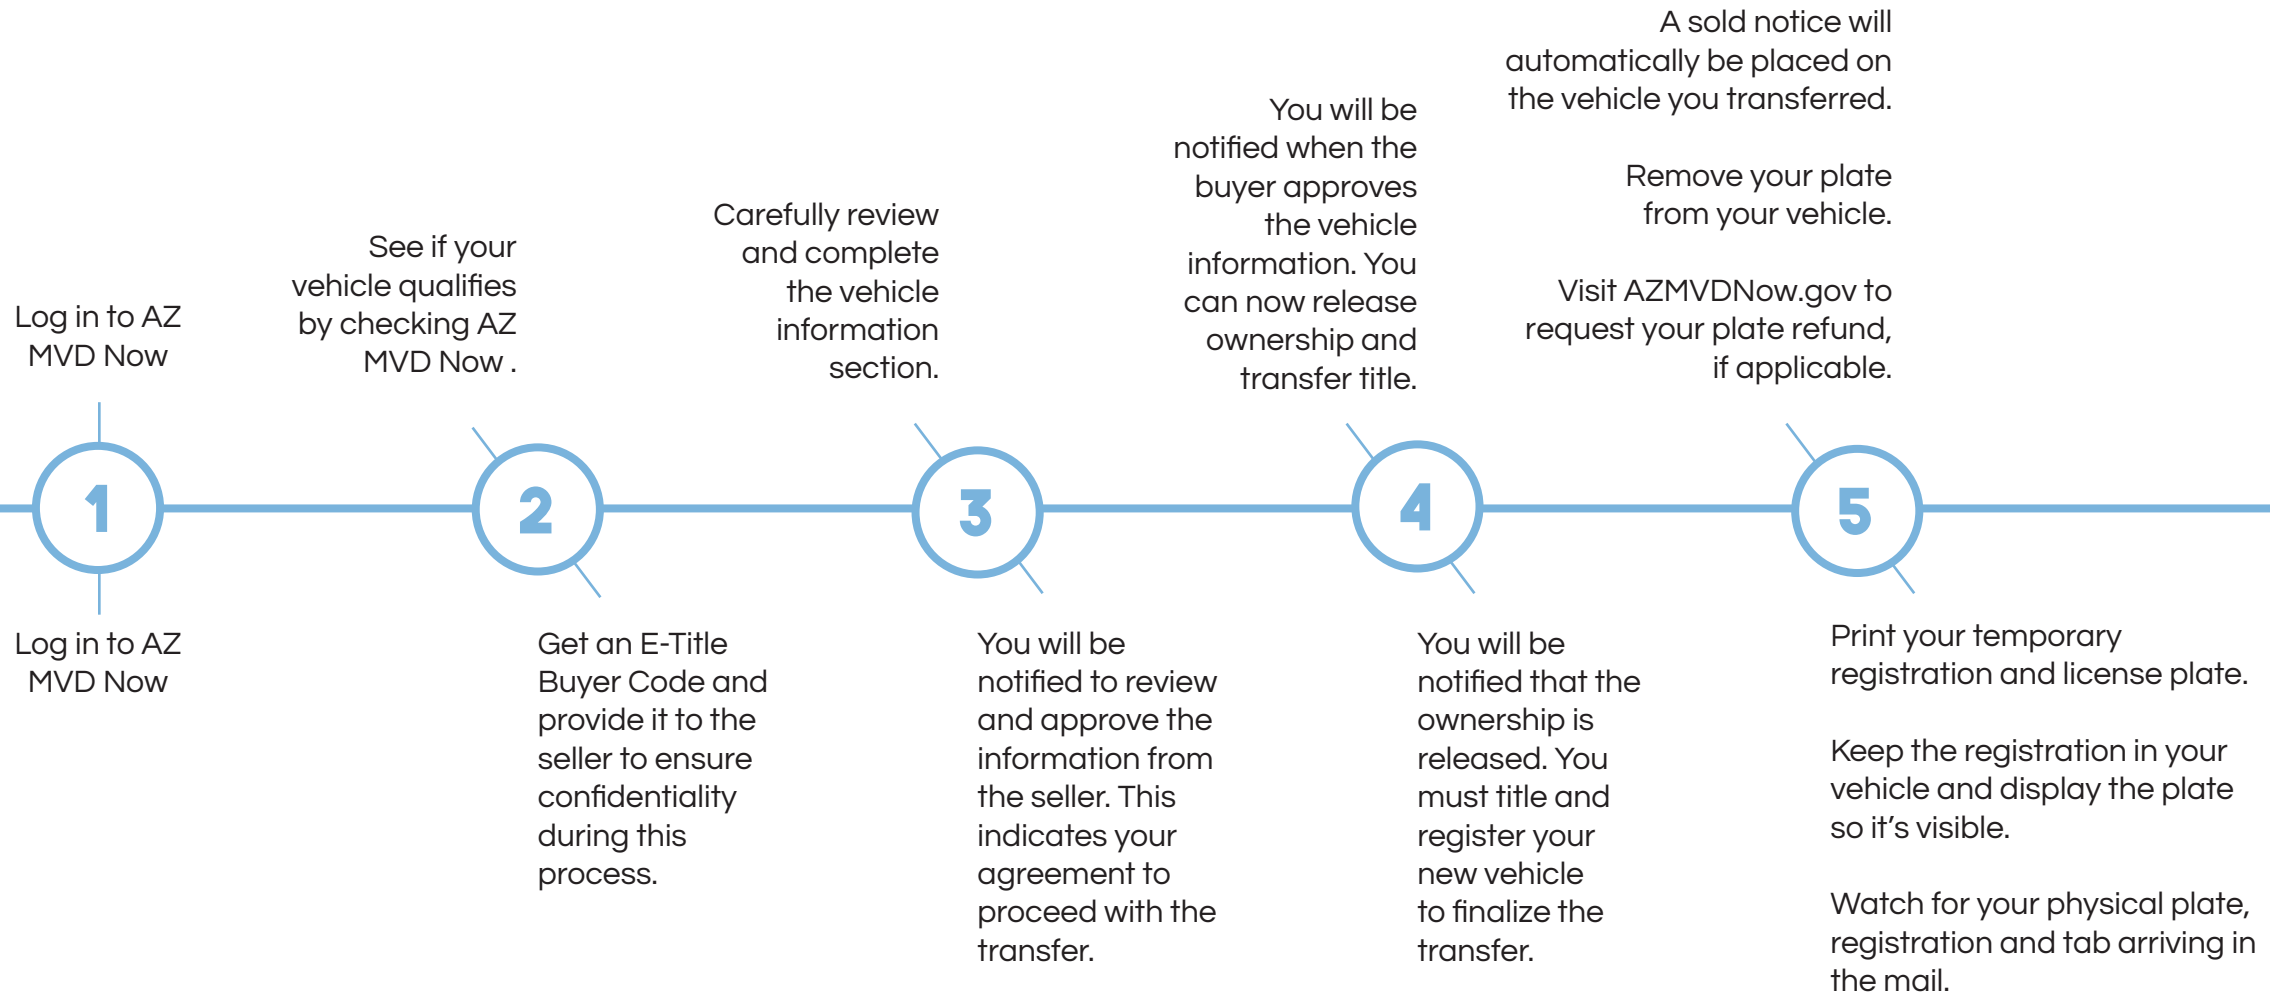 Log in to AZ
MVD Now
See if your
vehicle qualifies
by checking AZ
MVD Now .
Carefully review
and complete
the vehicle
information
section.
You will be
notified when the
buyer approves
the vehicle
information. You
can now release
ownership and
transfer title.
A sold notice will
automatically be placed on
the vehicle you transferred.
Remove your plate
from your vehicle.
Visit AZMVDNow.gov to
request your plate refund,
if applicable.
1
2
3
4
5
Log in to AZ
MVD Now
Get an E-Title
Buyer Code and
provide it to the
seller to ensure
confidentiality
during this
process.
You will be
notified to review
and approve the
information from
the seller. This
indicates your
agreement to
proceed with the
transfer.
You will be
notified that the
ownership is
released. You
must title and
register your
new vehicle
to finalize the
transfer.
Print your temporary
registration and license plate.
Keep the registration in your
vehicle and display the plate
so it’s visible.
Watch for your physical plate,
registration and tab arriving in
the mail.